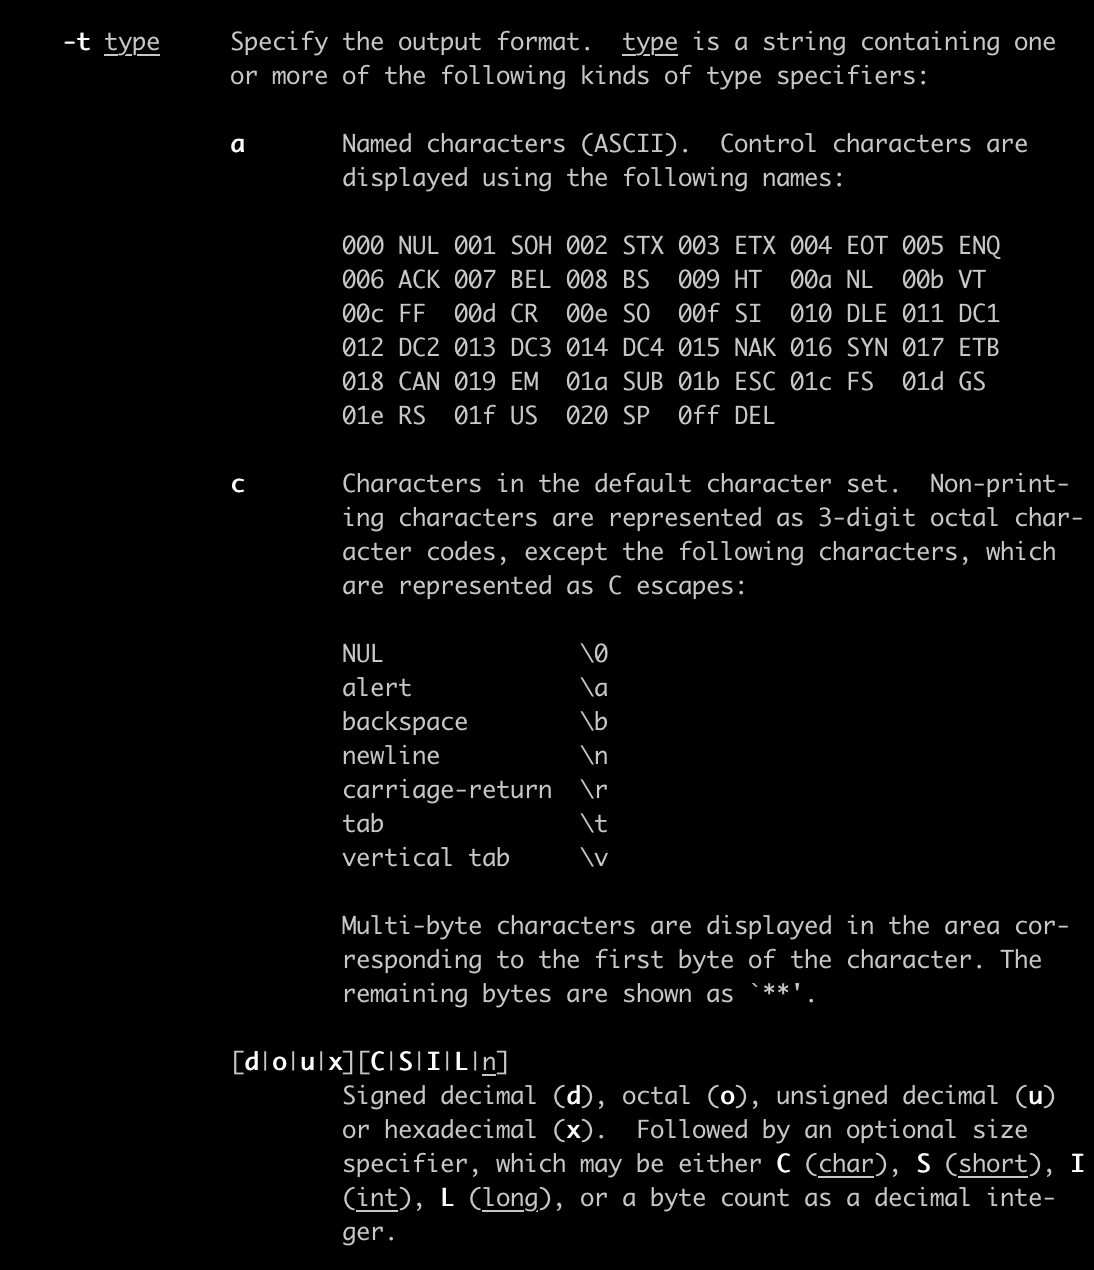 -t type     Specify the output format.  type is a string containing one
            or more of the following kinds of type specifiers:

            a       Named characters (ASCII).  Control characters are
                    displayed using the following names:

                    000 NUL 001 SOH 002 STX 003 ETX 004 EOT 005 ENQ
                    006 ACK 007 BEL 008 BS  009 HT  00a NL  00b VT
                    00c FF  00d CR  00e SO  00f SI  010 DLE 011 DC1
                    012 DC2 013 DC3 014 DC4 015 NAK 016 SYN 017 ETB
                    018 CAN 019 EM  01a SUB 01b ESC 01c FS  01d GS
                    01e RS  01f US  020 SP  0ff DEL

            c       Characters in the default character set.  Non-print-
                    ing characters are represented as 3-digit octal char-
                    acter codes, except the following characters, which
                    are represented as C escapes:

                    NUL              \0
                    alert            \a
                    backspace        \b
                    newline          \n
                    carriage-return  \r
                    tab              \t
                    vertical tab     \v

                    Multi-byte characters are displayed in the area cor-
                    responding to the first byte of the character. The
                    remaining bytes are shown as `**'.

            [d|o|u|x][C|S|I|L|n]
                    Signed decimal (d), octal (o), unsigned decimal (u)
                    or hexadecimal (x).  Followed by an optional size
                    specifier, which may be either C (char), S (short), I
                    (int), L (long), or a byte count as a decimal inte-
                    ger.